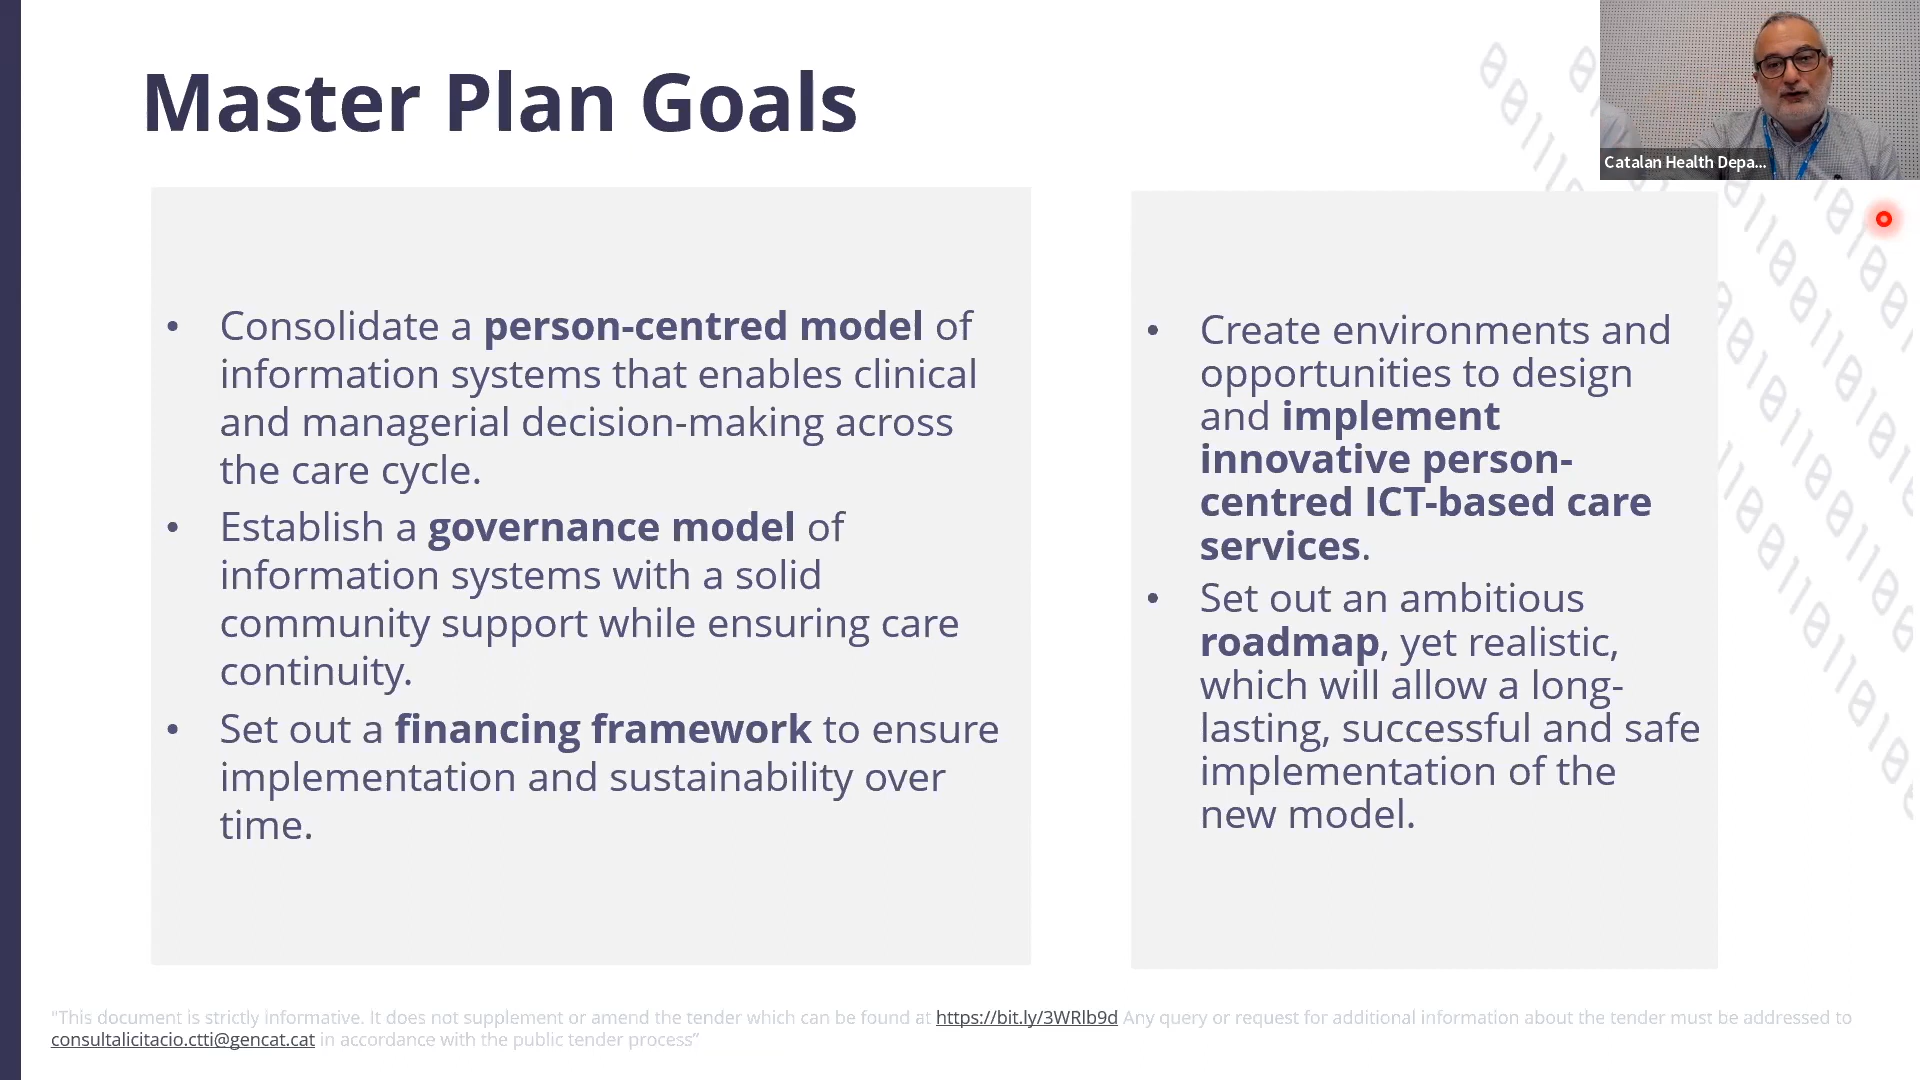 Master Plan Goals
Catalan Health Depa...
• Consolidate a person-centred model of
information systems that enables clinical
and managerial decision-making across
the care cycle.
• Establish a governance model of
information systems with a solid
community support while ensuring care
continuity.
• Set out a financing framework to ensure
implementation and sustainability over
time.
• Create environments and
opportunities to design
and implement
innovative person-
centred ICT-based care
services.
• Set out an ambitious
roadmap, yet realistic,
which will allow a long-
lasting, successful and safe
implementation of the
new model.
“This document is strictly informative. It does not supplement or amend the tender which can be found at https://bit.ly/3WRlb9d Any query or request for additional information about the tender must be addressed to
consultalicitacio.ctti@gencat.cat in accordance with the public tender process”